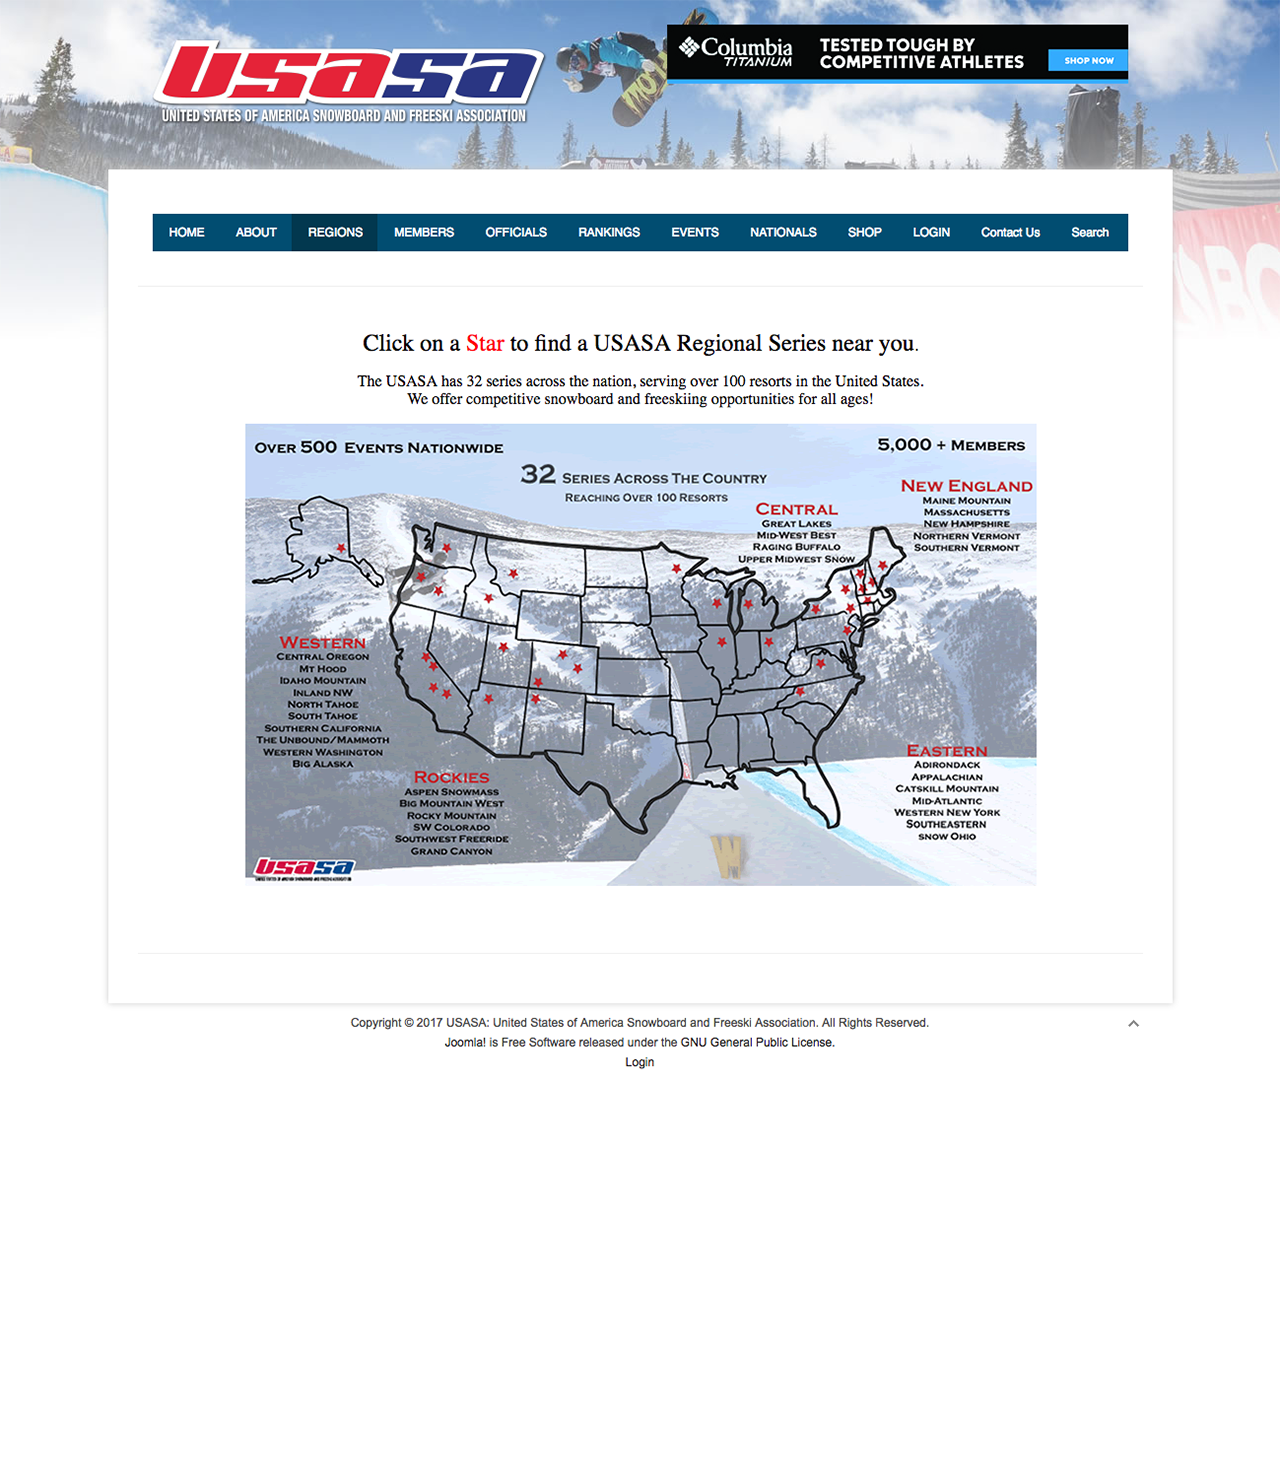 usasa
UNITED STATES OF AMERICA SNOWBOARD AND FREESKI ASSOCIATION
Columbia
TITANIUM
TESTED TOUGH BY
COMPETITIVE ATHLETES
SHOP NOW
HOME ABOUT REGIONS MEMBERS OFFICIALS RANKINGS EVENTS NATIONALS SHOP LOGIN Contact Us Search
Click on a Star to find a USASA Regional Series near you.
The USASA has 32 series across the nation, serving over 100 resorts in the United States.
We offer competitive snowboard and freeskiing opportunities for all ages!
OVER 500 EVENTS NATIONWIDE
5,000 + MEMBERS
32 SERIES ACROSS THE COUNTRY
REACHING OVER 100 RESORTS
NEW ENGLAND
MAINE MOUNTAIN
MASSACHUSETTS
NEW HAMPSHIRE
NORTHERN VERMONT
SOUTHERN VERMONT
CENTRAL
GREAT LAKES
MID-WEST BEST
RAGING BUFFALO
UPPER MIDWEST SNOW
WESTERN
CENTRAL OREGON
MT HOOD
IDAHO MOUNTAIN
INLAND NW
NORTH TAHOE
SOUTH TAHOE
SOUTHERN CALIFORNIA
THE UNBOUND/MAMMOTH
WESTERN WASHINGTON
BIG ALASKA
ROCKIES
ASPEN SNOWMASS
BIG MOUNTAIN WEST
ROCKY MOUNTAIN
SW COLORADO
SOUTHWEST FREERIDE
GRAND CANYON
EASTERN
ADIRONDACK
APPALACHIAN
CATSKILL MOUNTAIN
MID-ATLANTIC
WESTERN NEW YORK
SOUTHEASTERN
SNOW OHIO
usasa
UNITED STATES OF AMERICA SNOWBOARD AND FREESKI ASSOCIATION
Copyright © 2017 USASA: United States of America Snowboard and Freeski Association. All Rights Reserved.
Joomla! is Free Software released under the GNU General Public License.
Login